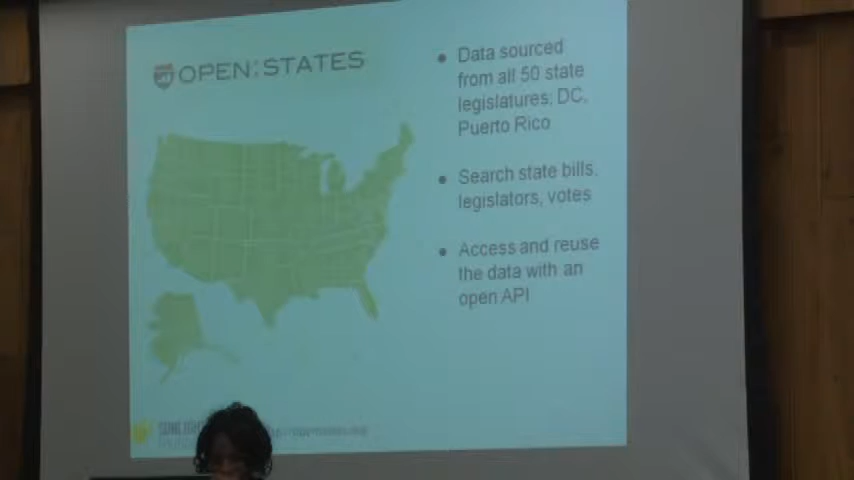 OPEN:STATES
Data sourced
from all 50 state
legislatures; DC,
Puerto Rico
Search state bills,
legislators, votes
Access and reuse
the data with an
open API